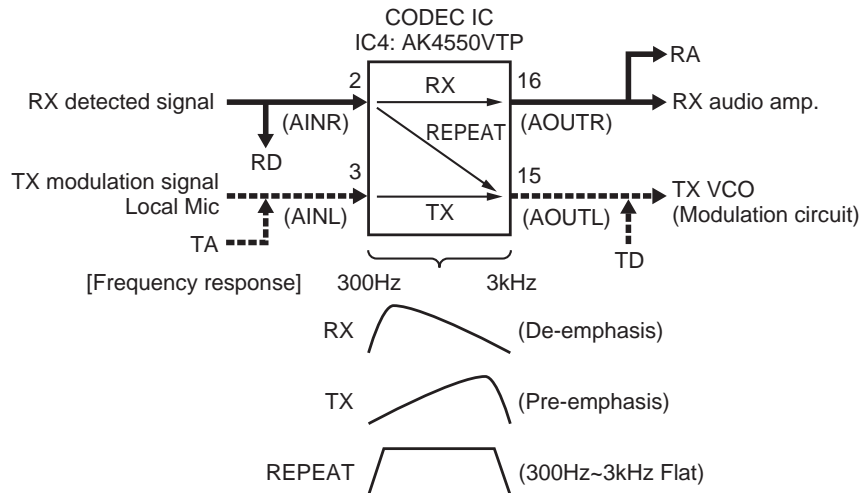 CODEC IC
IC4: AK4550VTP
RA
2
RX
16
RX detected signal
RX audio amp.
(AINR)
REPEAT
(AOUTR)
RD
3
15
TX modulation signal
Local Mic
TX VCO
(Modulation circuit)
(AINL)
TX
(AOUTL)
TA
TD
[Frequency response]
300Hz
3kHz
RX
(De-emphasis)
TX
(Pre-emphasis)
REPEAT
(300Hz~3kHz Flat)